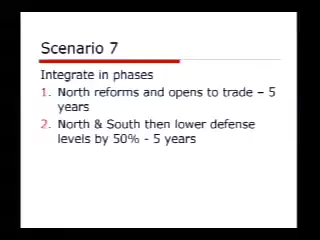 Scenario 7
Integrate in phases
1. North reforms and opens to trade – 5
years
2. North & South then lower defense
levels by 50% - 5 years